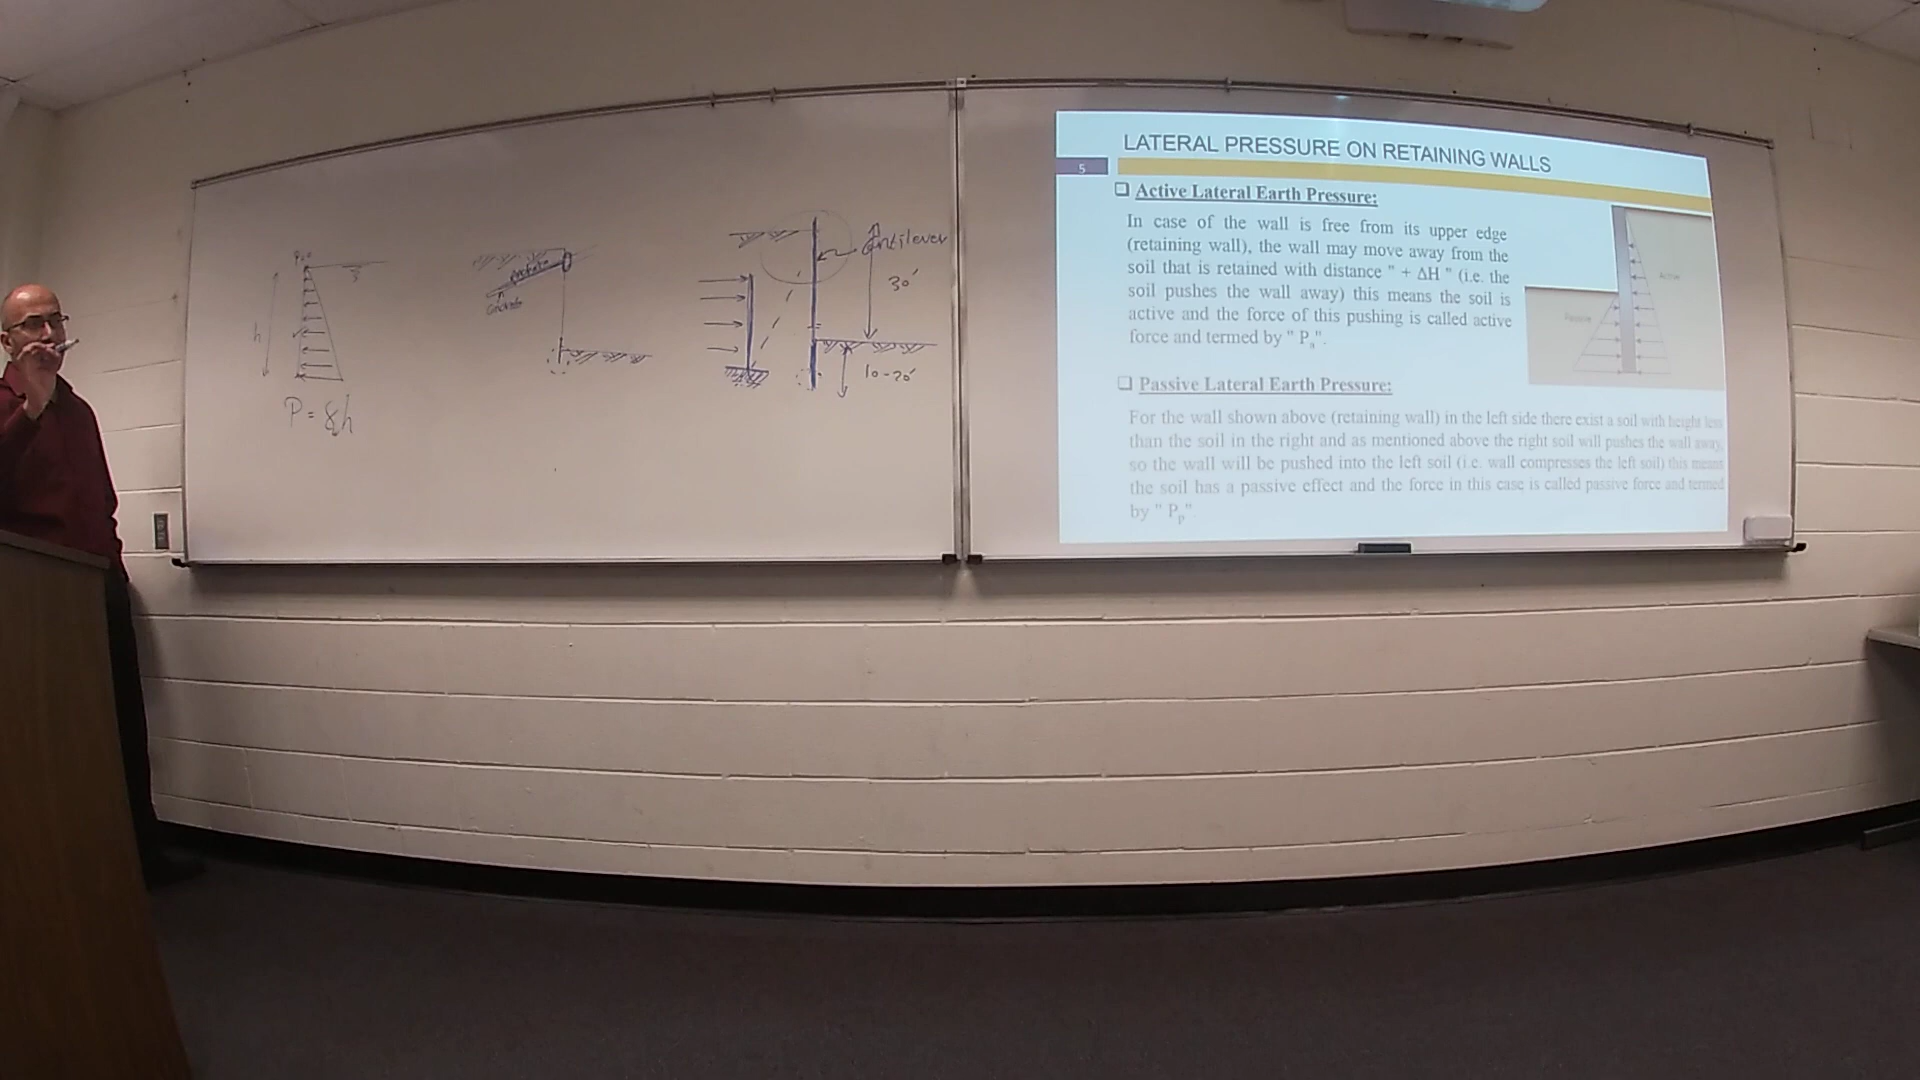 P=0
h
P = γh
Anchore
Cantilever
30'
10-20'
LATERAL PRESSURE ON RETAINING WALLS
5
❑ Active Lateral Earth Pressure:
In case of the wall is free from its upper edge
(retaining wall), the wall may move away from the
soil that is retained with distance " + ΔH " (i.e. the
soil pushes the wall away) this means the soil is
active and the force of this pushing is called active
force and termed by " Pa".
Active
Passive
❑ Passive Lateral Earth Pressure:
For the wall shown above (retaining wall) in the left side there exist a soil with height less
than the soil in the right and as mentioned above the right soil will pushes the wall away,
so the wall will be pushed into the left soil (i.e. wall compresses the left soil) this means
the soil has a passive effect and the force in this case is called passive force and termed
by " Pp"